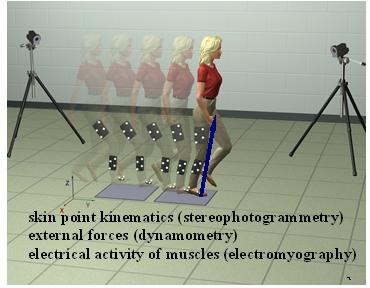 Z
Y
X
skin point kinematics (stereophotogrammetry)
external forces (dynamometry)
electrical activity of muscles (electromyography)